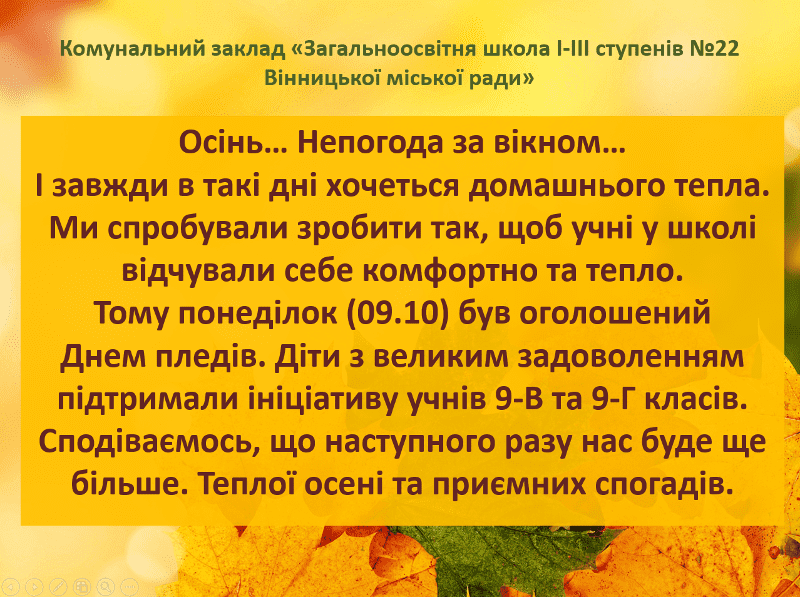 Комунальний заклад «Загальноосвітня школа І-ІІІ ступенів №22
Вінницької міської ради»
Осінь... Непогода за вікном...
І завжди в такі дні хочеться домашнього тепла.
Ми спробували зробити так, щоб учні у школі
відчували себе комфортно та тепло.
Тому понеділок (09.10) був оголошений
Днем пледів. Діти з великим задоволенням
підтримали ініціативу учнів 9-В та 9-Г класів.
Сподіваємось, що наступного разу нас буде ще
більше. Теплої осені та приємних спогадів.